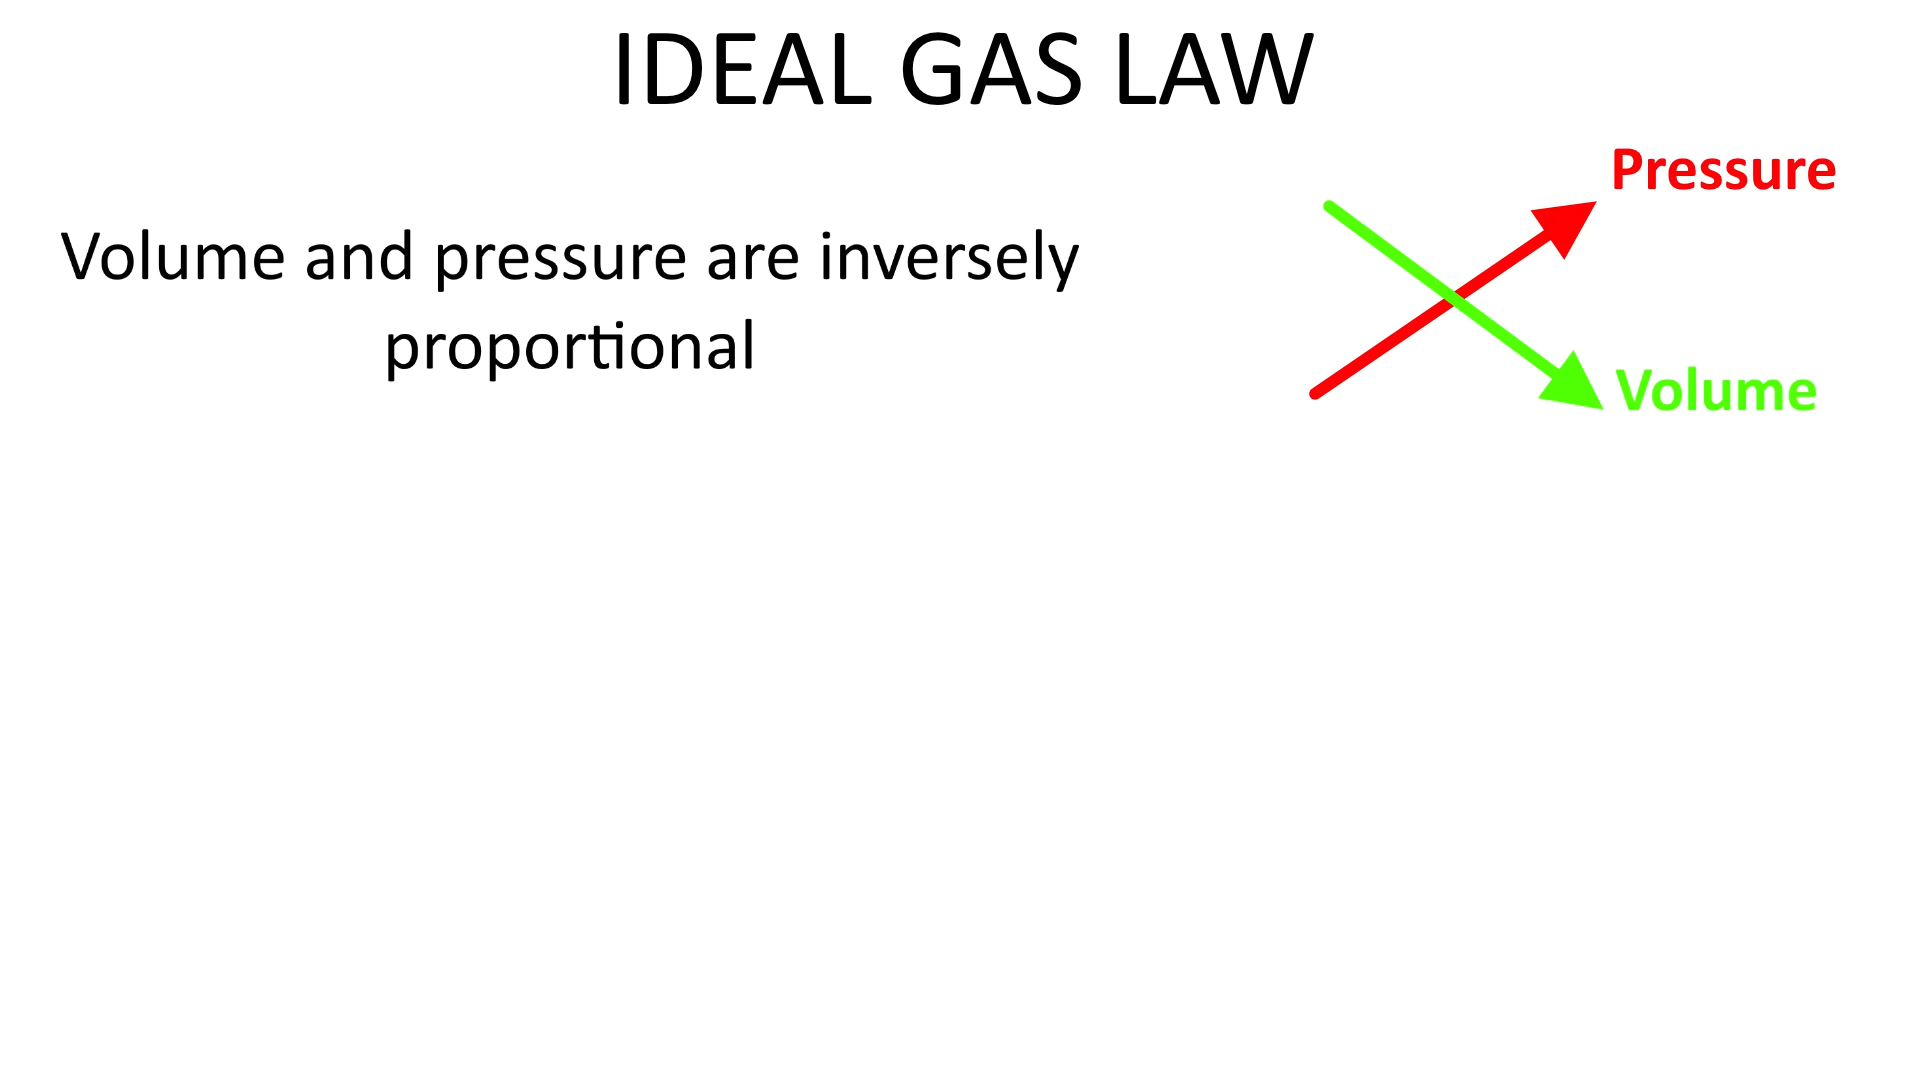 IDEAL GAS LAW
Pressure
Volume and pressure are inversely
proportional
Volume